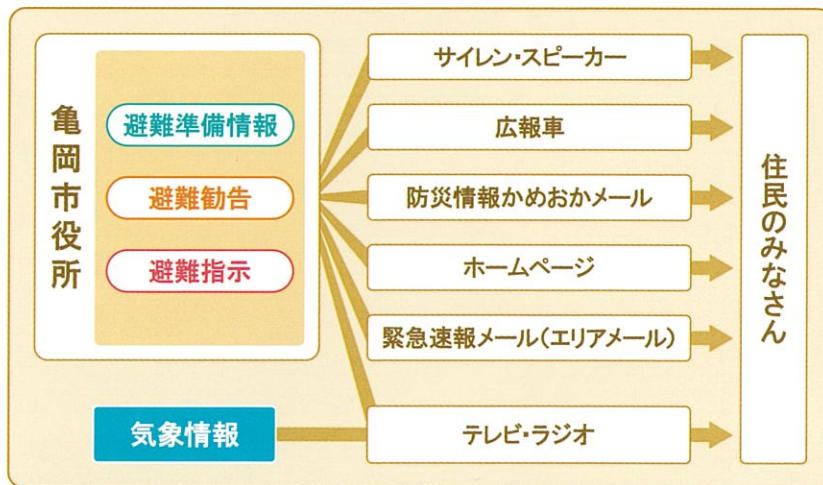 亀岡市役所
避難準備情報
避難勧告
避難指示
気象情報
サイレン・スピーカー
広報車
防災情報かめおかメール
ホームページ
緊急速報メール（エリアメール）
テレビ・ラジオ
住民のみなさん